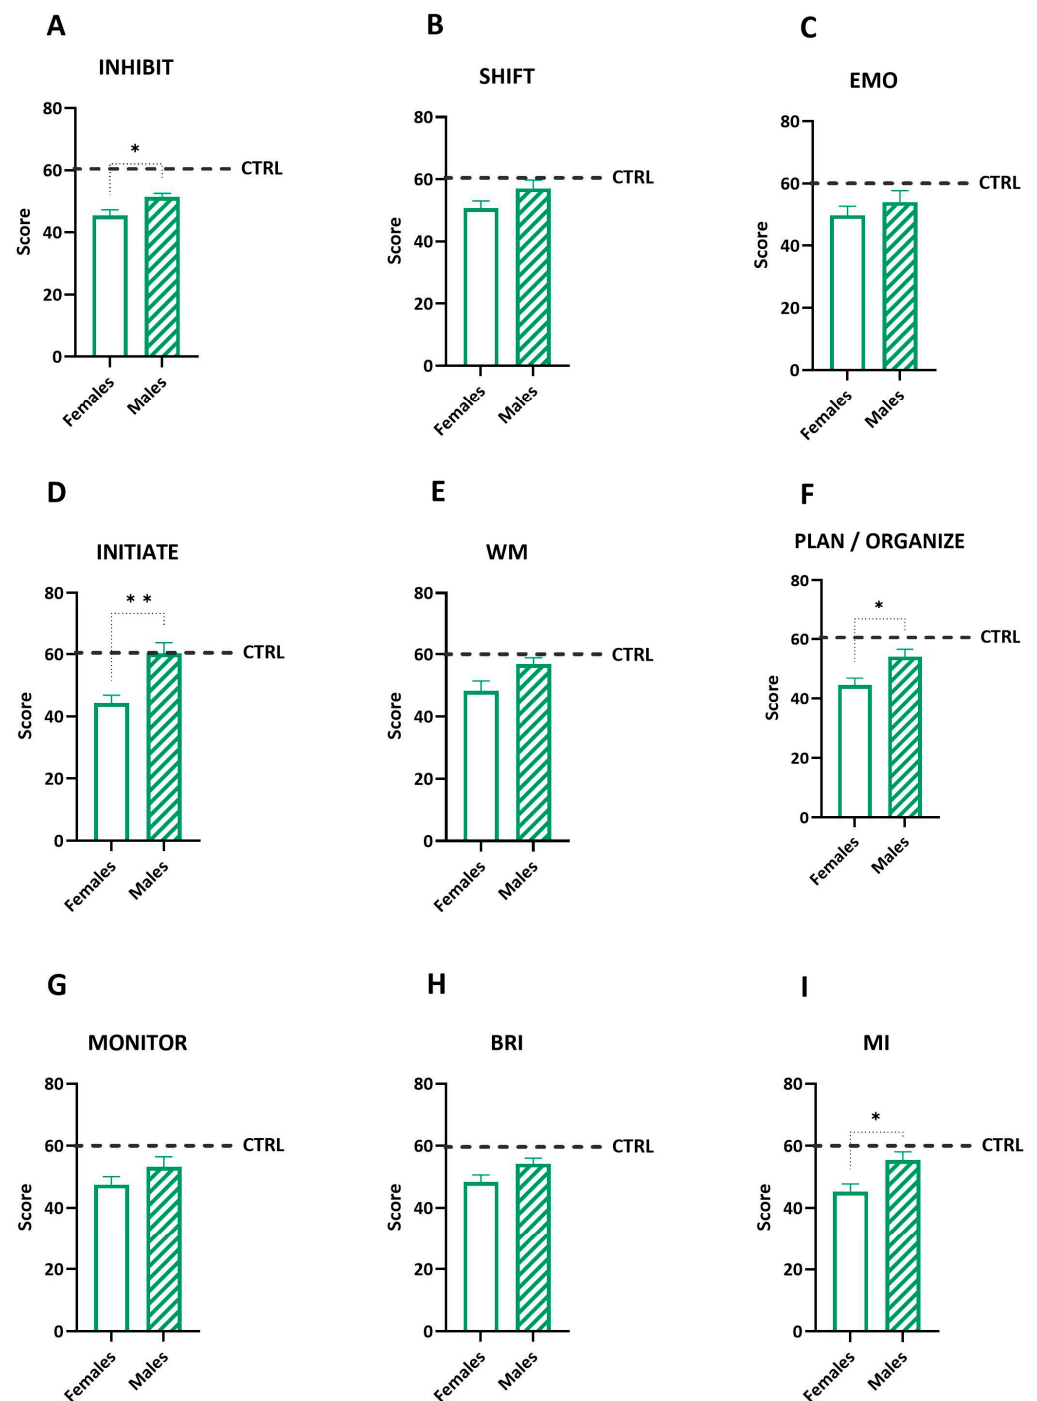 A
INHIBIT
80
60
40
20
0
Score
*
CTRL
Females
Males
B
SHIFT
80
60
40
20
0
Score
CTRL
Females
Males
C
EMO
80
60
40
20
0
Score
CTRL
Females
Males
D
INITIATE
80
60
40
20
0
Score
* *
CTRL
Females
Males
E
WM
80
60
40
20
0
Score
CTRL
Females
Males
F
PLAN / ORGANIZE
80
60
40
20
0
Score
*
CTRL
Females
Males
G
MONITOR
80
60
40
20
0
Score
CTRL
Females
Males
H
BRI
80
60
40
20
0
Score
CTRL
Females
Males
I
MI
80
60
40
20
0
Score
*
CTRL
Females
Males